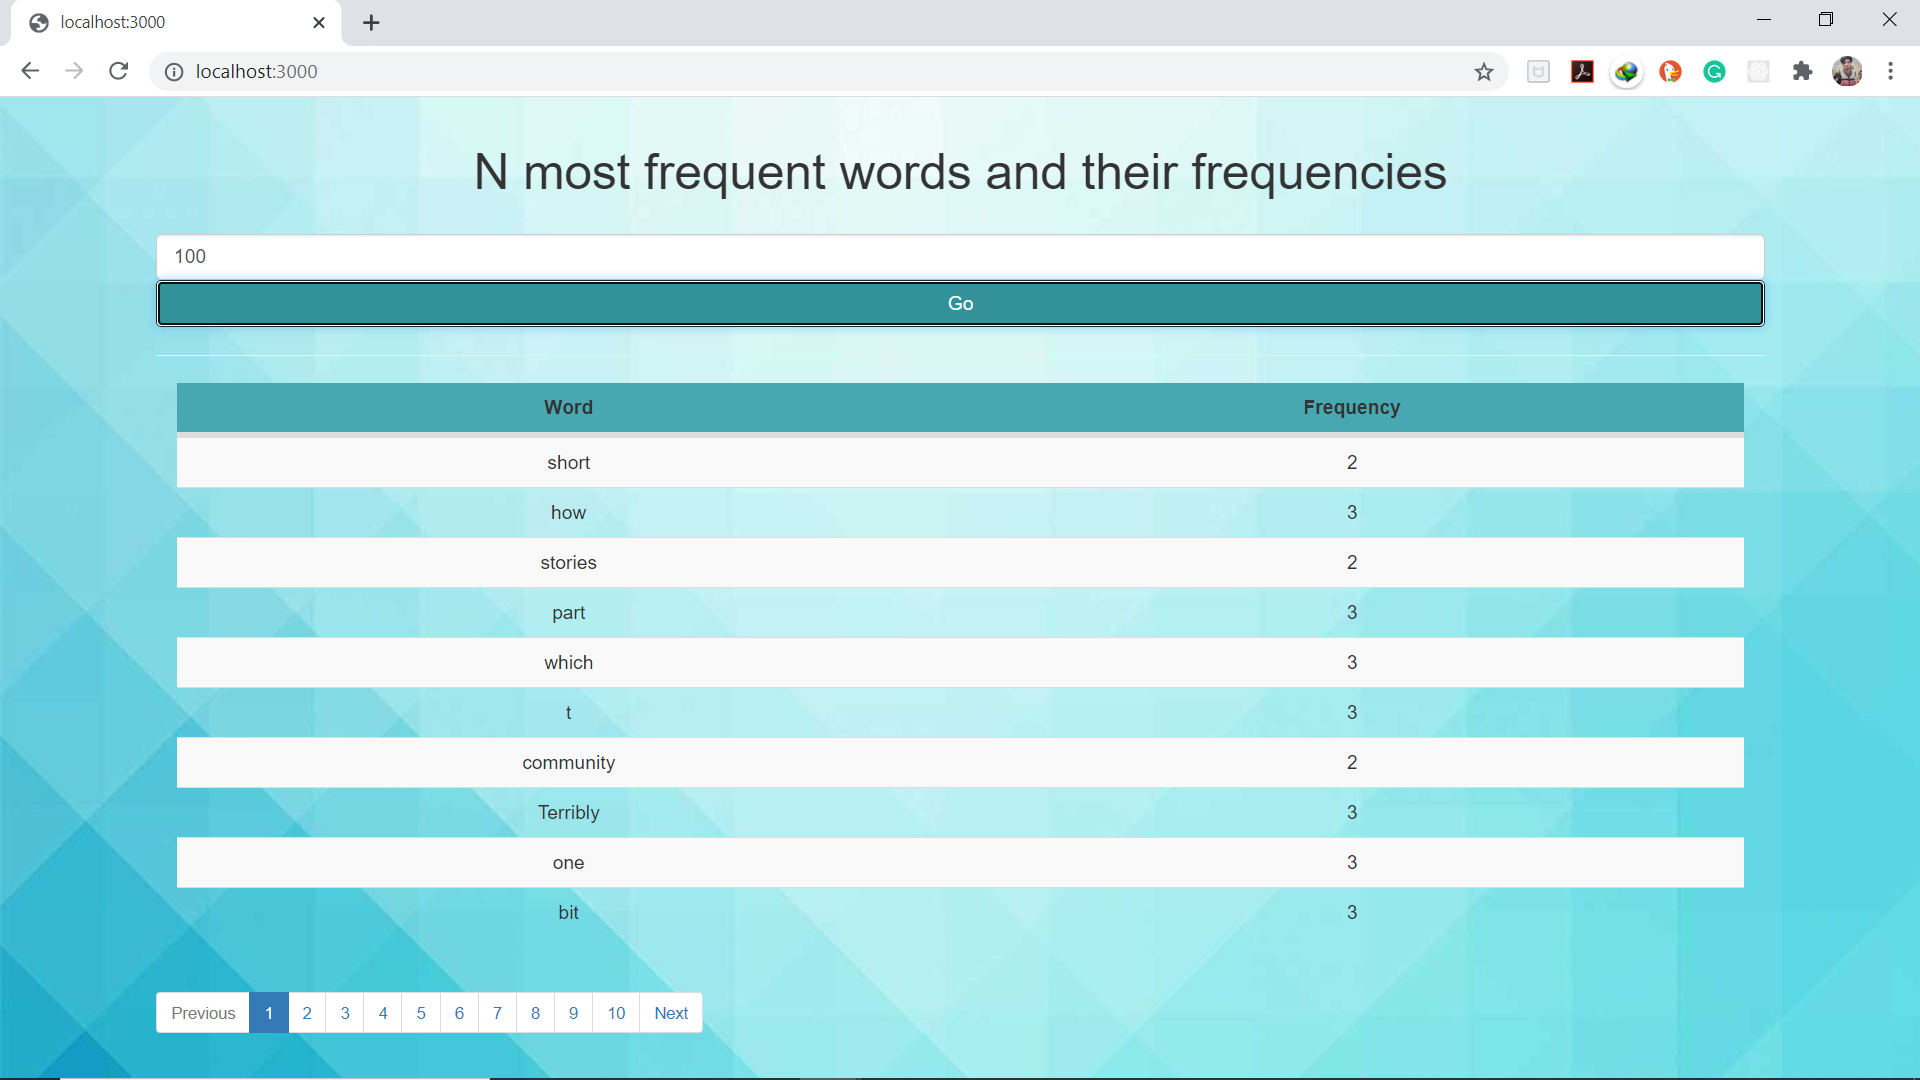 localhost:3000
localhost:3000
N most frequent words and their frequencies
100
Go
Word Frequency
short 2
how 3
stories 2
part 3
which 3
t 3
community 2
Terribly 3
one 3
bit 3
Previous 1 2 3 4 5 6 7 8 9 10 Next